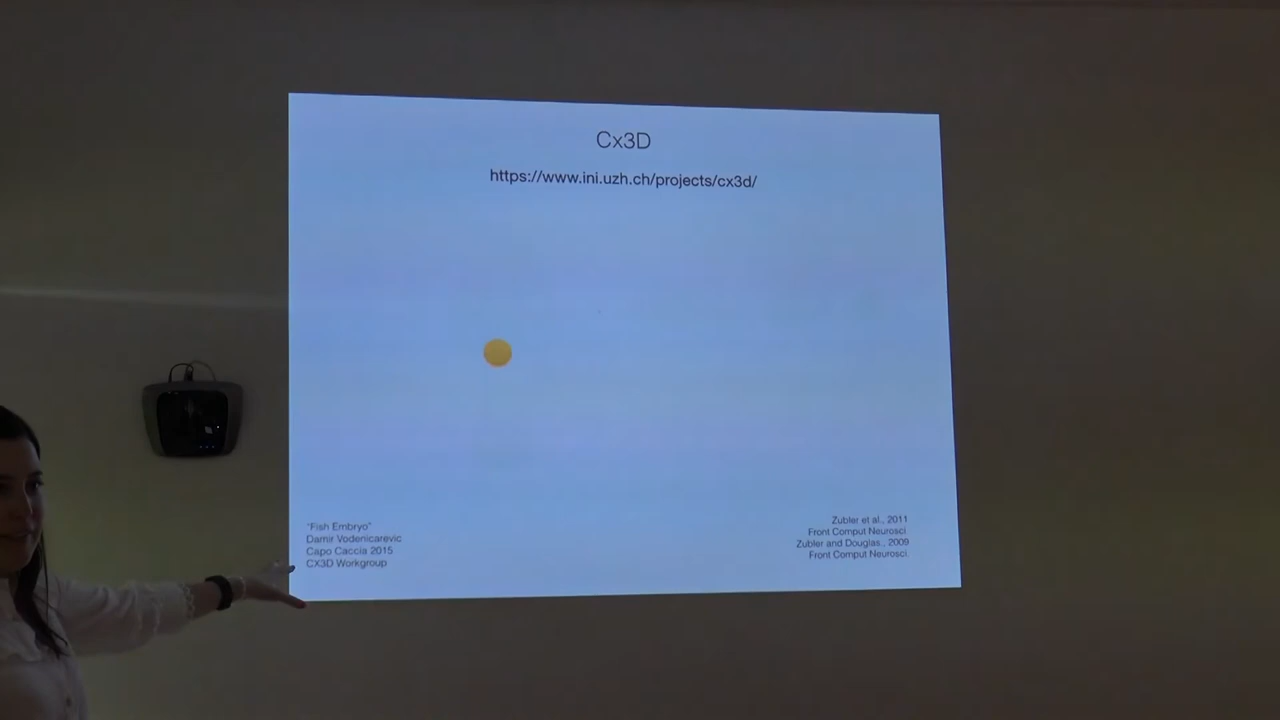 Cx3D
https://www.ini.uzh.ch/projects/cx3d/
"Fish Embryo"
Damir Vodenicarevic
Capo Caccia 2015
CX3D Workgroup
Zubler et al., 2011
Front Comput Neurosci
Zubler and Douglas., 2009
Front Comput Neurosci